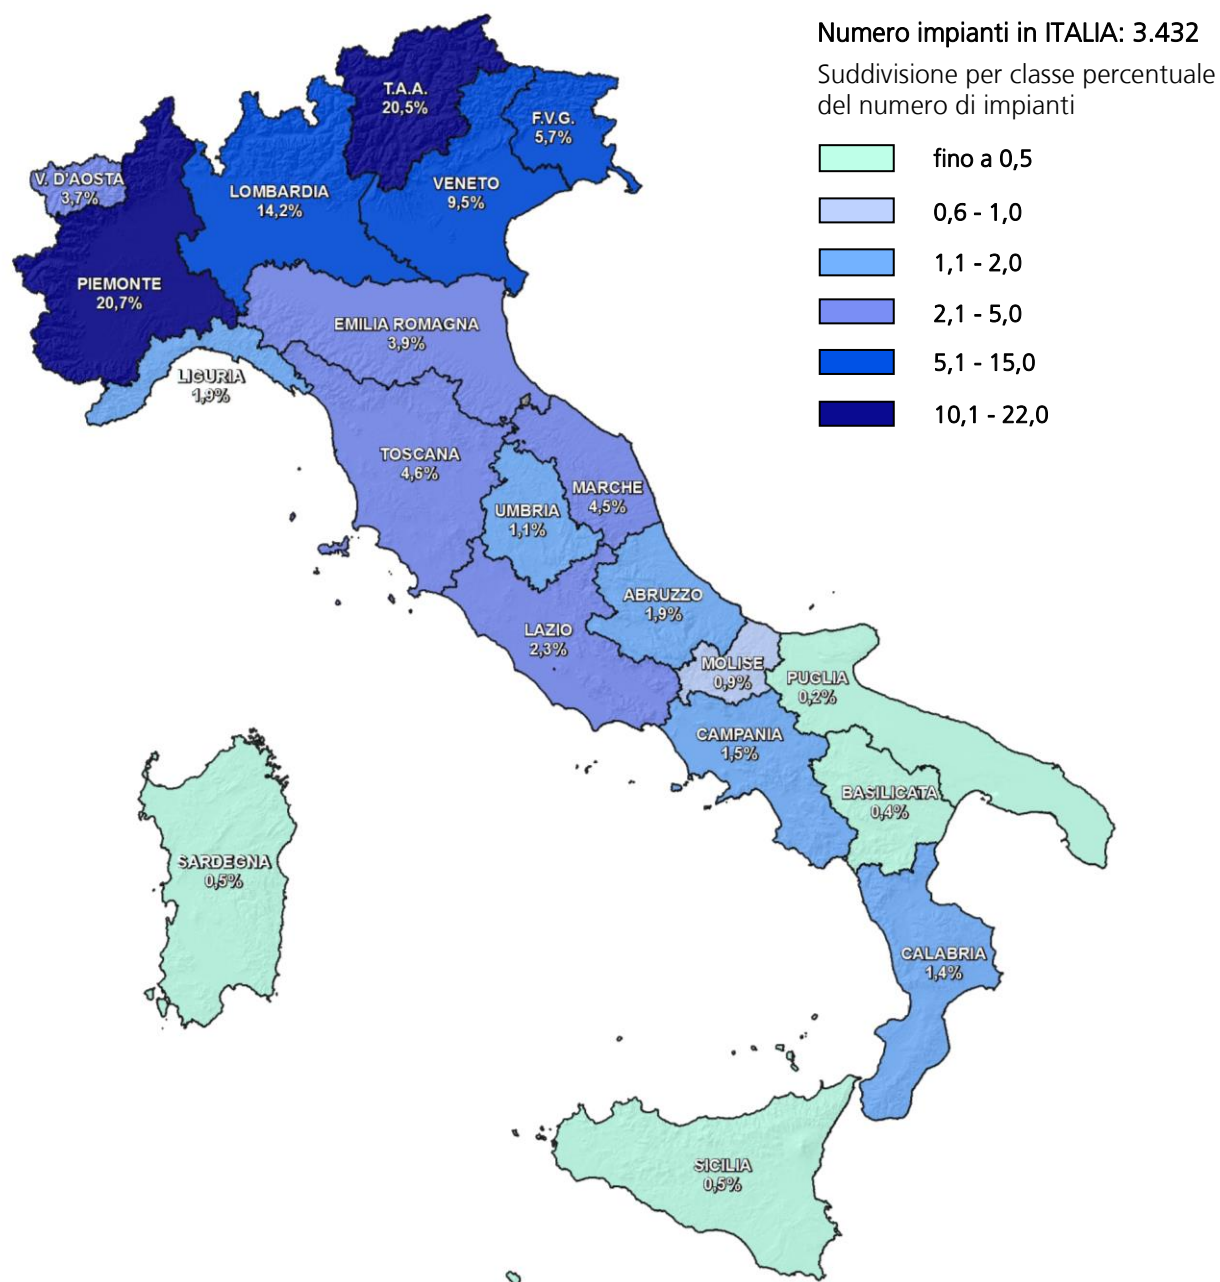 Numero impianti in ITALIA: 3.432
Suddivisione per classe percentuale
del numero di impianti
fino a 0,5
0,6 - 1,0
1,1 - 2,0
2,1 - 5,0
5,1 - 15,0
10,1 - 22,0
T.A.A.
20,5%
F.V.G.
5,7%
V. D'AOSTA
3,7%
LOMBARDIA
14,2%
VENETO
9,5%
PIEMONTE
20,7%
EMILIA ROMAGNA
3,9%
LIGURIA
1,9%
TOSCANA
4,6%
MARCHE
4,5%
UMBRIA
1,1%
ABRUZZO
1,9%
LAZIO
2,3%
MOLISE
0,9%
PUGLIA
0,2%
CAMPANIA
1,5%
BASILICATA
0,4%
SARDEGNA
0,5%
CALABRIA
1,4%
SICILIA
0,5%